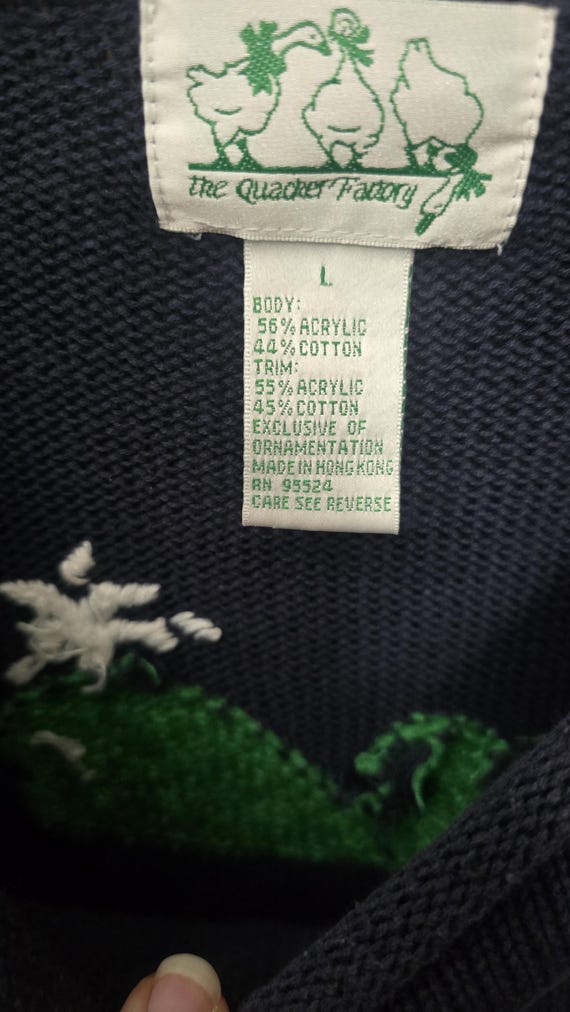 the Quacker Factory
L
BODY:
56% ACRYLIC
44% COTTON
TRIM:
55% ACRYLIC
45% COTTON
EXCLUSIVE OF
ORNAMENTATION
MADE IN HONG KONG
RN 95524
CARE SEE REVERSE